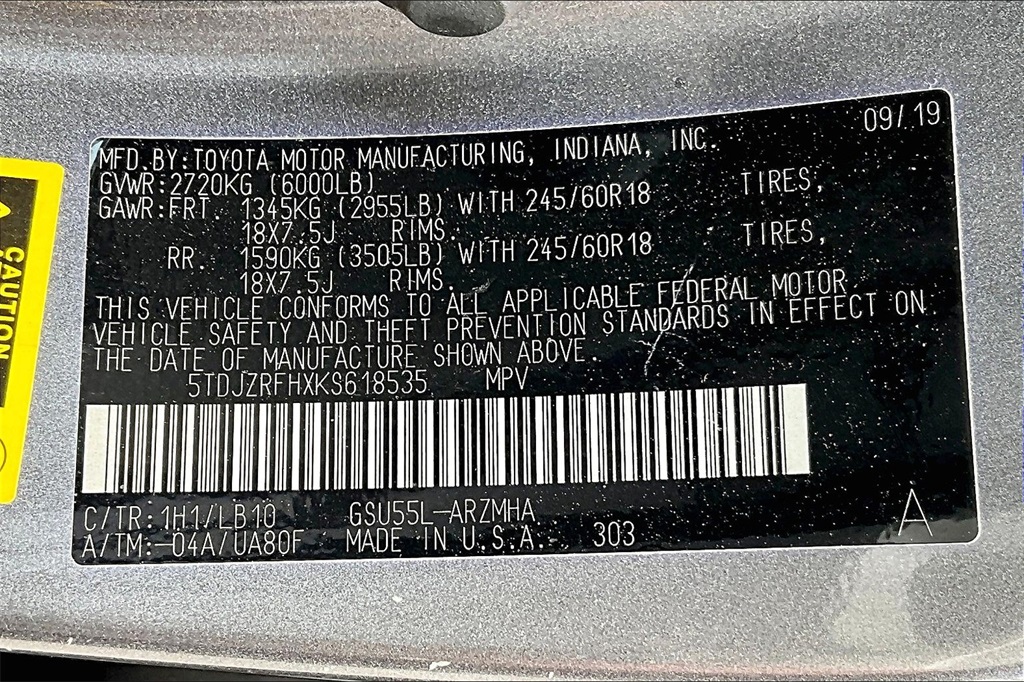 09/19
MFD.BY:TOYOTA MOTOR MANUFACTURING, INDIANA, INC.
GVWR:2720KG (6000LB)
GAWR:FRT. 1345KG (2955LB) WITH 245/60R18 TIRES,
18X7.5J RIMS.
RR. 1590KG (3505LB) WITH 245/60R18 TIRES,
18X7.5J RIMS.
THIS VEHICLE CONFORMS TO ALL APPLICABLE FEDERAL MOTOR
VEHICLE SAFETY AND THEFT PREVENTION STANDARDS IN EFFECT ON
THE DATE OF MANUFACTURE SHOWN ABOVE.
5TDJZRFHXKS618535 MPV
C/TR:1H1/LB10 GSU55L-ARZMHA
A/TM:-04A/UA80F MADE IN U.S.A. 303
A
CAUTION